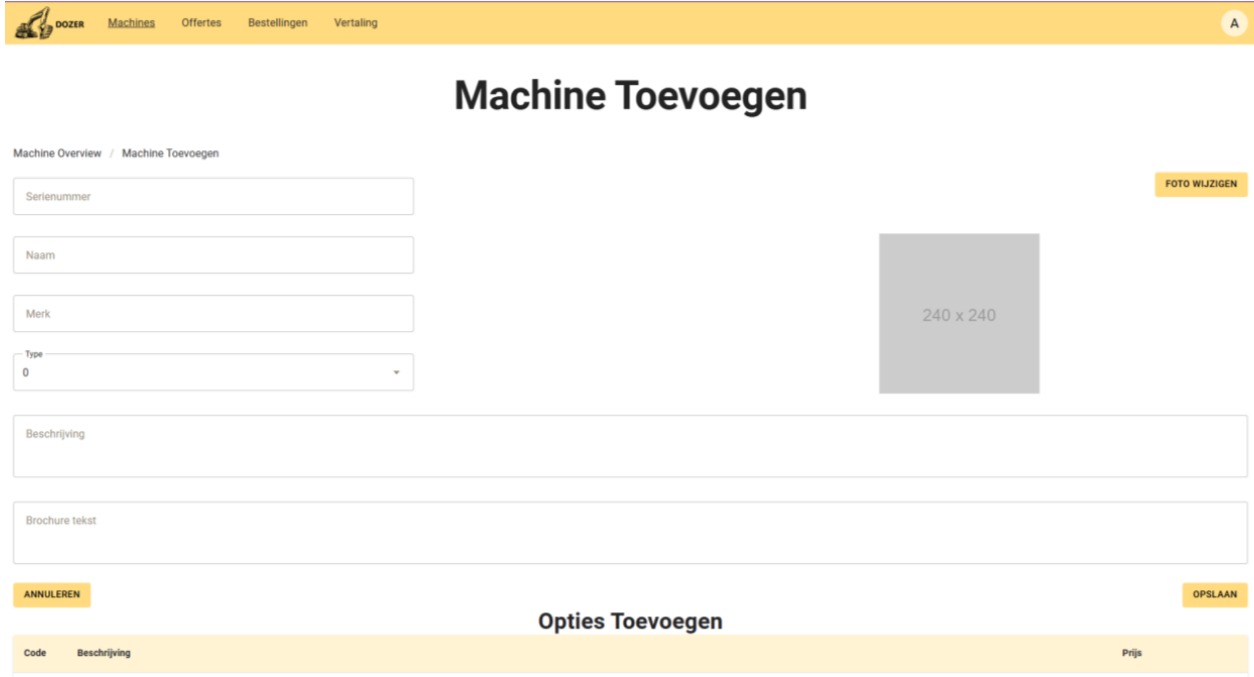 DOZER Machines Offertes Bestellingen Vertaling A
Machine Toevoegen
Machine Overview / Machine Toevoegen
Serienummer
FOTO WIJZIGEN
Naam
Merk
240 x 240
Type
0
Beschrijving
Brochure tekst
ANNULEREN
OPSLAAN
Opties Toevoegen
Code Beschrijving Prijs